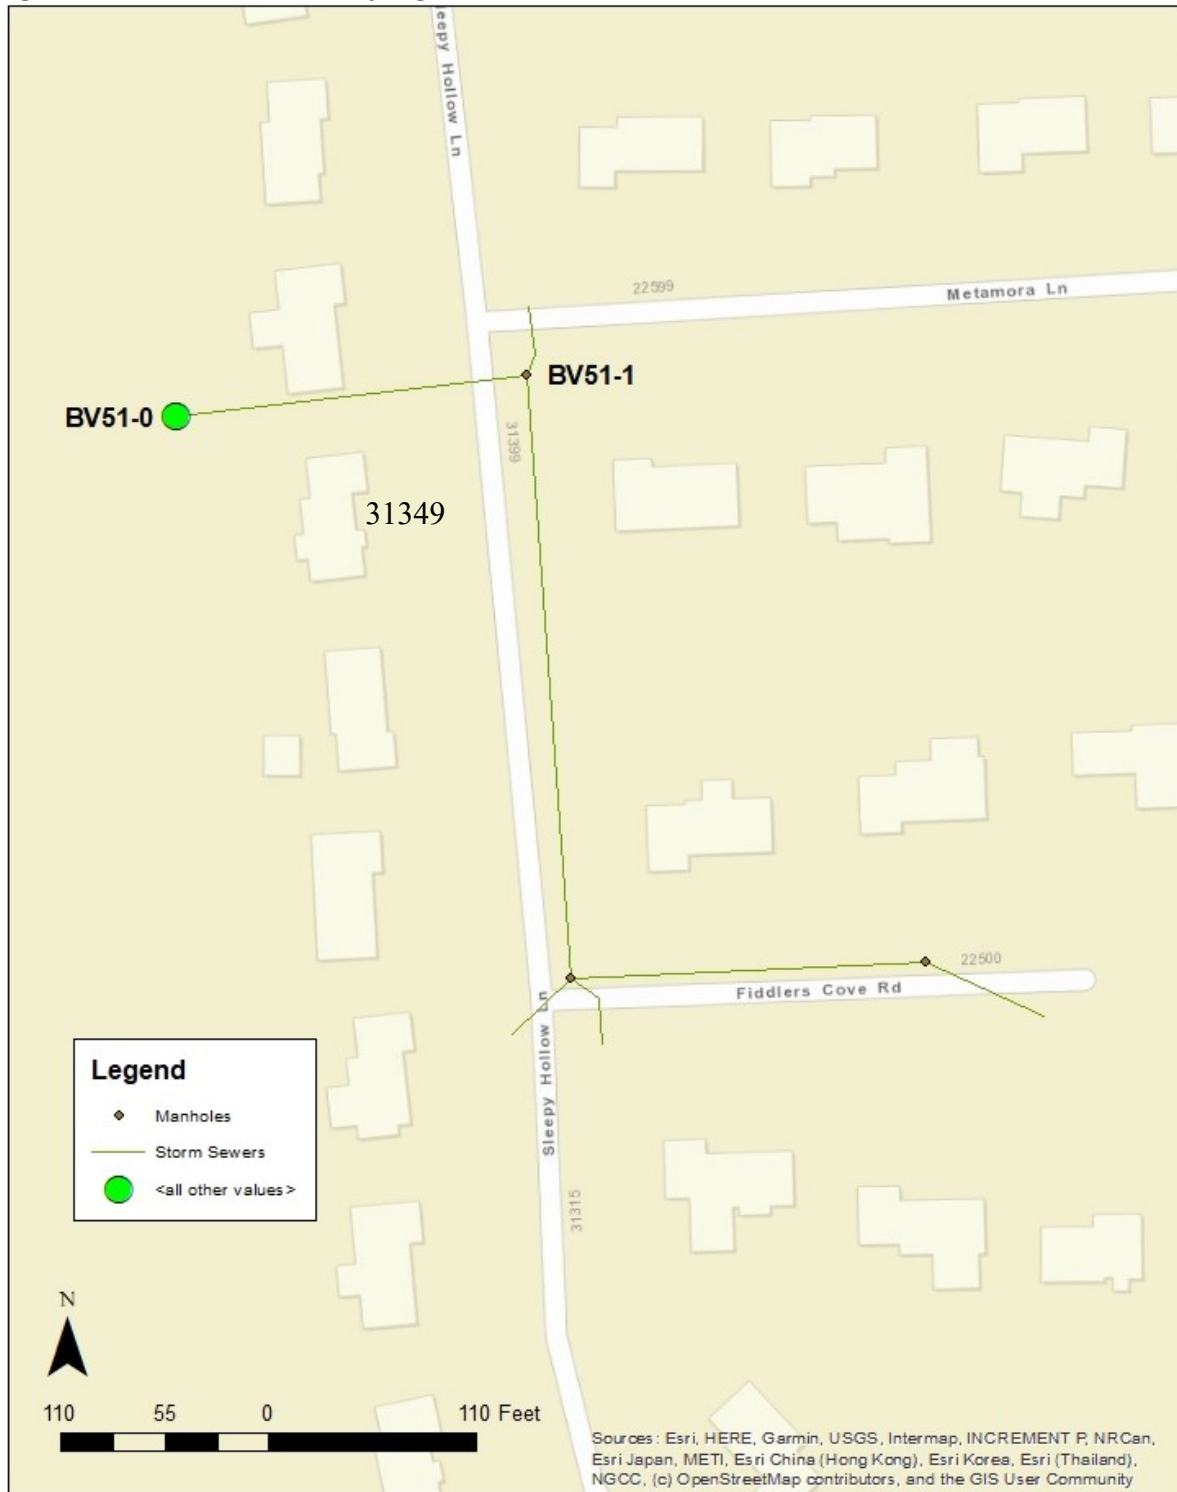 eepy Hollow Ln
22599
Metamora Ln
BV51-1
BV51-0
31399
31349
22500
Fiddlers Cove Rd
Sleepy Hollow Ln
31315
Legend
Manholes
Storm Sewers
<all other values>
N
110 55 0 110 Feet
Sources: Esri, HERE, Garmin, USGS, Intermap, INCREMENT P, NRCan,
Esri Japan, METI, Esri China (Hong Kong), Esri Korea, Esri (Thailand),
NGCC, (c) OpenStreetMap contributors, and the GIS User Community